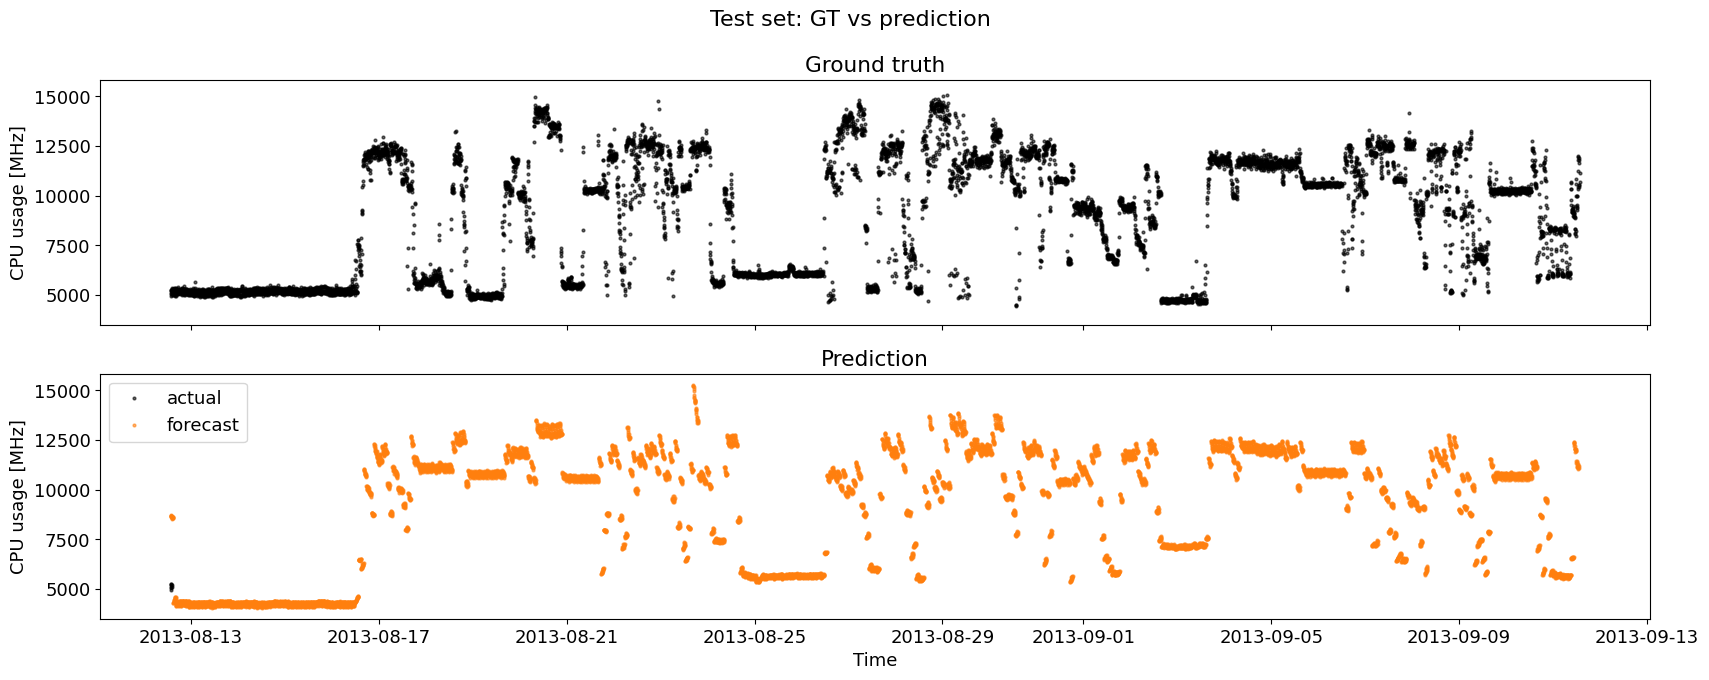 Test set: GT vs prediction
Ground truth
15000
12500
10000
7500
5000
CPU usage [MHz]
Prediction
15000
12500
10000
7500
5000
CPU usage [MHz]
actual
forecast
2013-08-13 2013-08-17 2013-08-21 2013-08-25 2013-08-29 2013-09-01 2013-09-05 2013-09-09 2013-09-13
Time